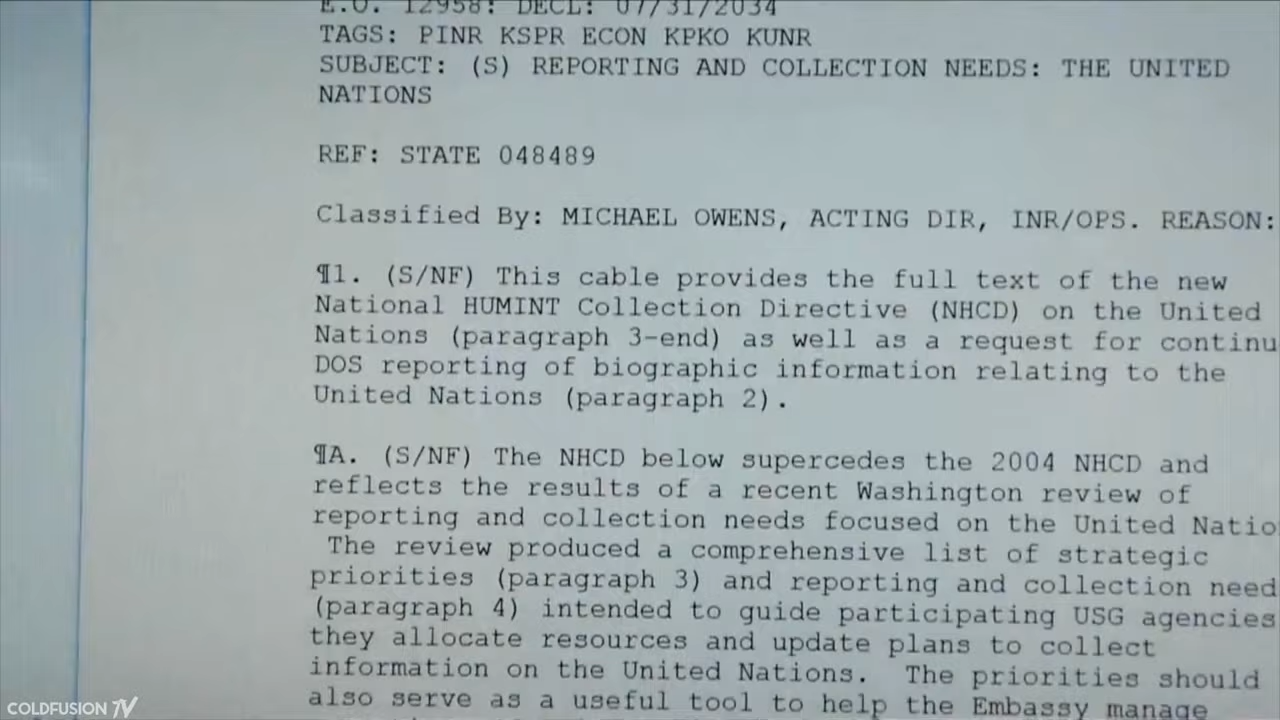 E.O. 12958: DECL: 07/31/2034
TAGS: PINR KSPR ECON KPKO KUNR
SUBJECT: (S) REPORTING AND COLLECTION NEEDS: THE UNITED
NATIONS
REF: STATE 048489
Classified By: MICHAEL OWENS, ACTING DIR, INR/OPS. REASON:
¶1. (S/NF) This cable provides the full text of the new
National HUMINT Collection Directive (NHCD) on the United
Nations (paragraph 3-end) as well as a request for continu
DOS reporting of biographic information relating to the
United Nations (paragraph 2).
¶A. (S/NF) The NHCD below supercedes the 2004 NHCD and
reflects the results of a recent Washington review of
reporting and collection needs focused on the United Natio
The review produced a comprehensive list of strategic
priorities (paragraph 3) and reporting and collection need
(paragraph 4) intended to guide participating USG agencies
they allocate resources and update plans to collect
information on the United Nations. The priorities should
also serve as a useful tool to help the Embassy manage
COLDFUSION TV